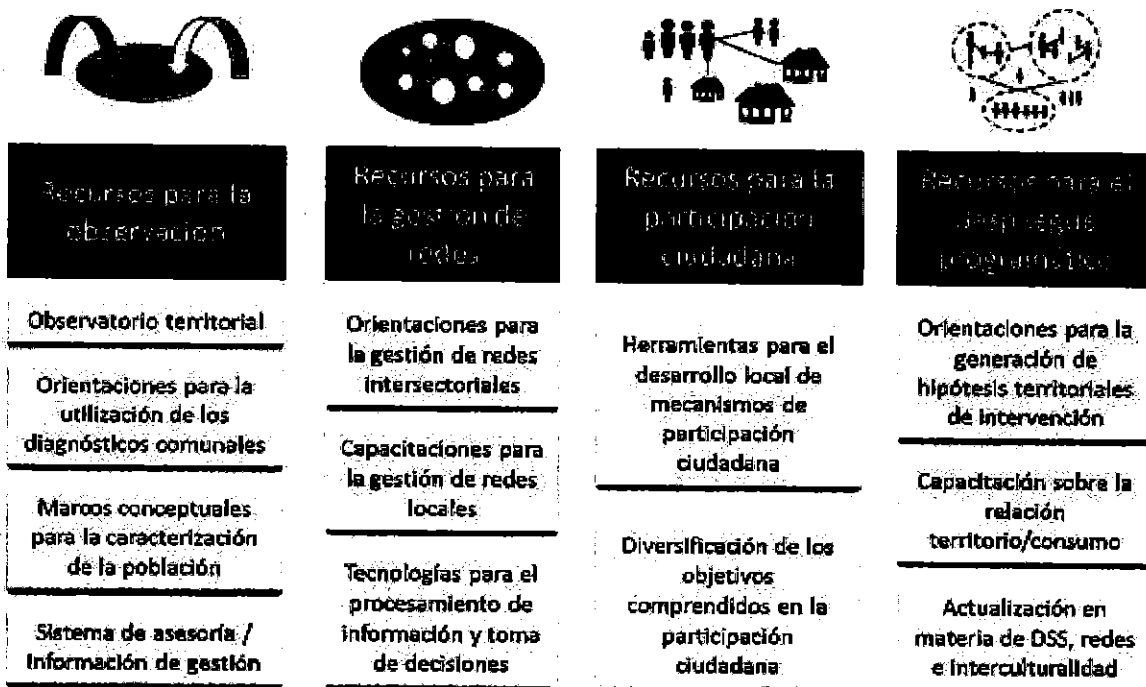 Recursos para la
observación
Observatorio territorial
Orientaciones para la
utilización de los
diagnósticos comunales
Marcos conceptuales
para la caracterización
de la población
Sistema de asesoría /
Información de gestión
Recursos para
la gestión de
redes
Orientaciones para
la gestión de redes
intersectoriales
Capacitaciones para
la gestión de redes
locales
Tecnologías para el
procesamiento de
información y toma
de decisiones
Recursos para la
participación
ciudadana
Herramientas para el
desarrollo local de
mecanismos de
participación
ciudadana
Diversificación de los
objetivos
comprendidos en la
participación
ciudadana
Recursos para el
despliegue
programático
Orientaciones para la
generación de
hipótesis territoriales
de intervención
Capacitación sobre la
relación
territorio/consumo
Actualización en
materia de DSS, redes
e Interculturalidad